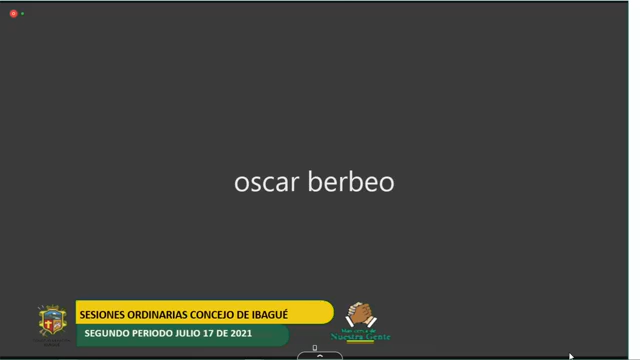 oscar berbeo
SESIONES ORDINARIAS CONCEJO DE IBAGUÉ
SEGUNDO PERIODO JULIO 17 DE 2021
Nuestra Gente